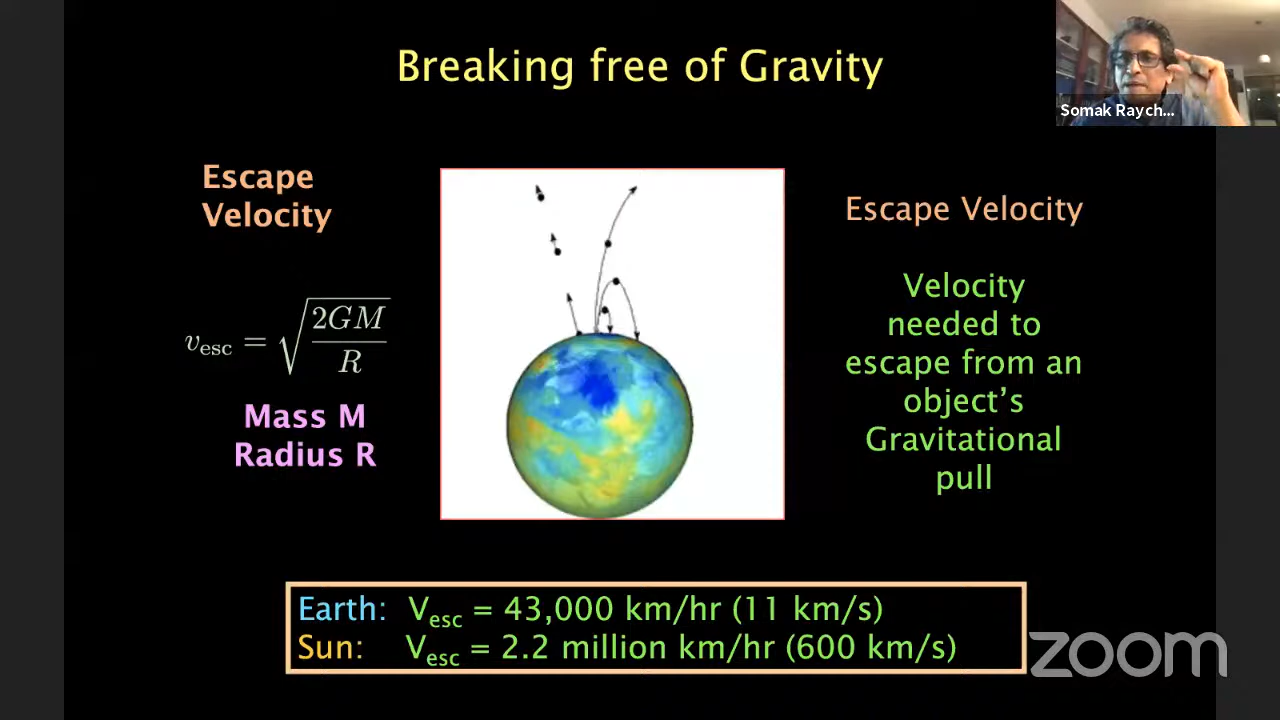 Breaking free of Gravity
Somak Raych...
Escape
Velocity
v_esc = √(2GM/R)
Mass M
Radius R
Escape Velocity
Velocity
needed to
escape from an
object’s
Gravitational
pull
Earth: V_esc = 43,000 km/hr (11 km/s)
Sun: V_esc = 2.2 million km/hr (600 km/s)
zoom